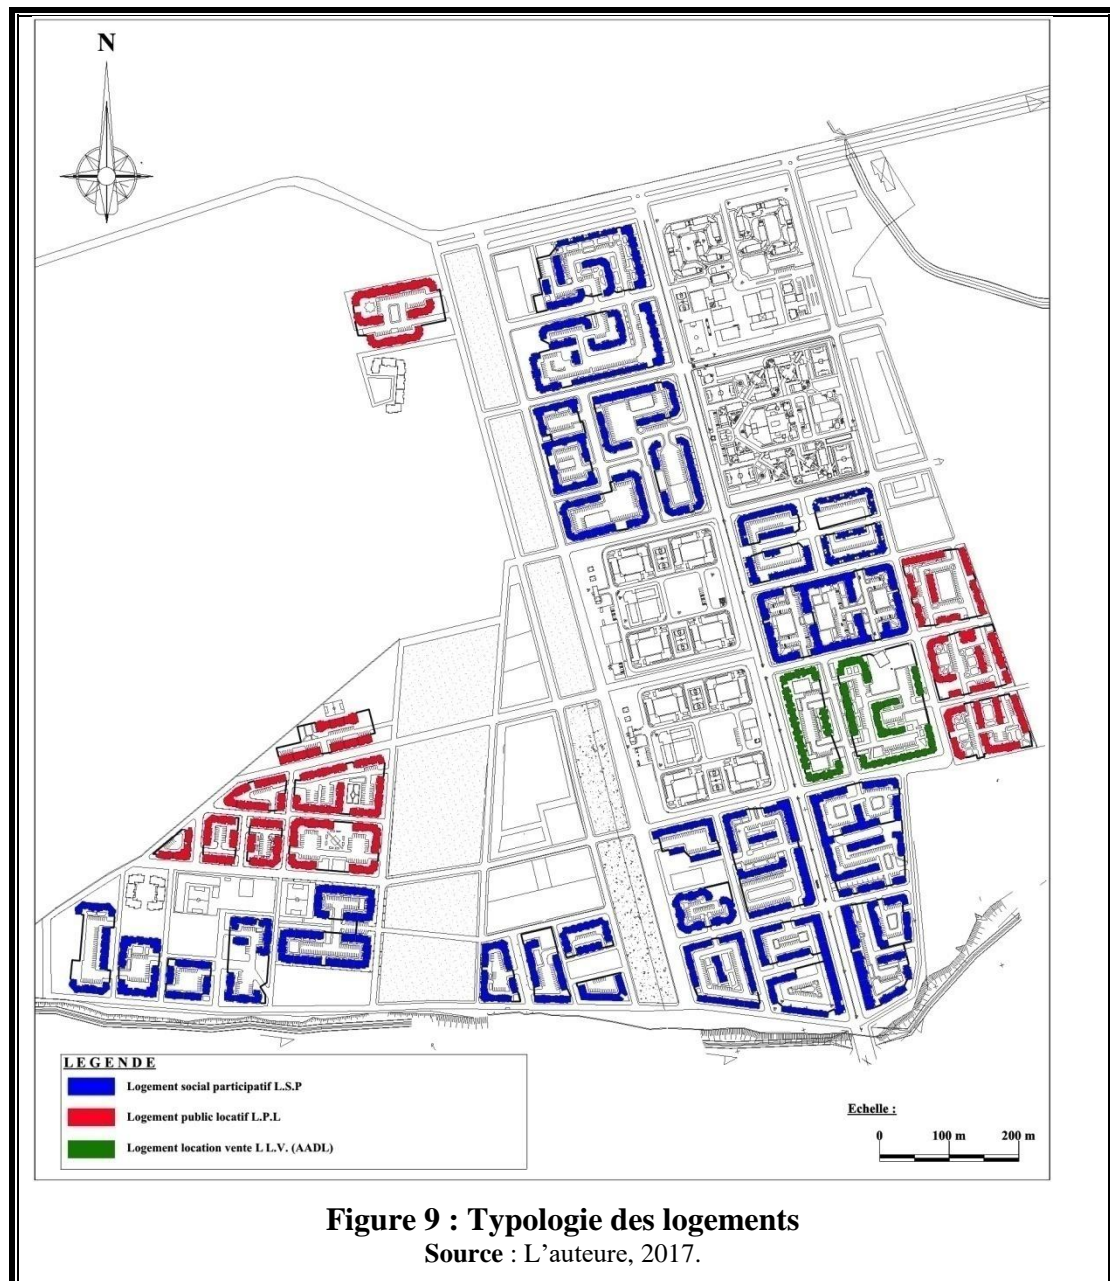 N
LEGENDE
Logement social participatif L.S.P
Logement public locatif L.P.L
Logement location vente L L.V. (AADL)
Echelle :
0 100 m 200 m
Figure 9 : Typologie des logements
Source : L'auteure, 2017.